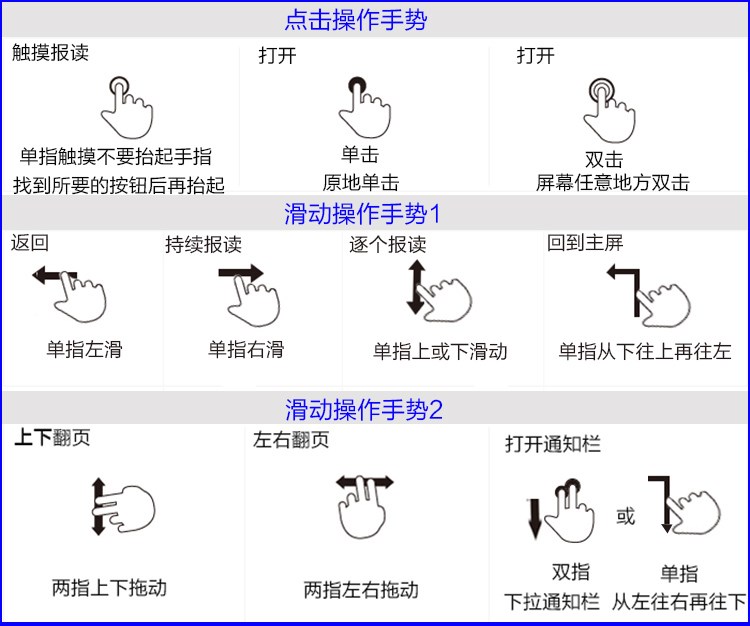 点击操作手势
触摸报读
打开
打开
单指触摸不要抬起手指
找到所要的按钮后再抬起
单击
原地单击
双击
屏幕任意地方双击
滑动操作手势1
返回
持续报读
逐个报读
回到主屏
单指左滑
单指右滑
单指上或下滑动
单指从下往上再往左
滑动操作手势2
上下翻页
左右翻页
打开通知栏
或
两指上下拖动
两指左右拖动
双指
下拉通知栏
单指
从左往右再往下